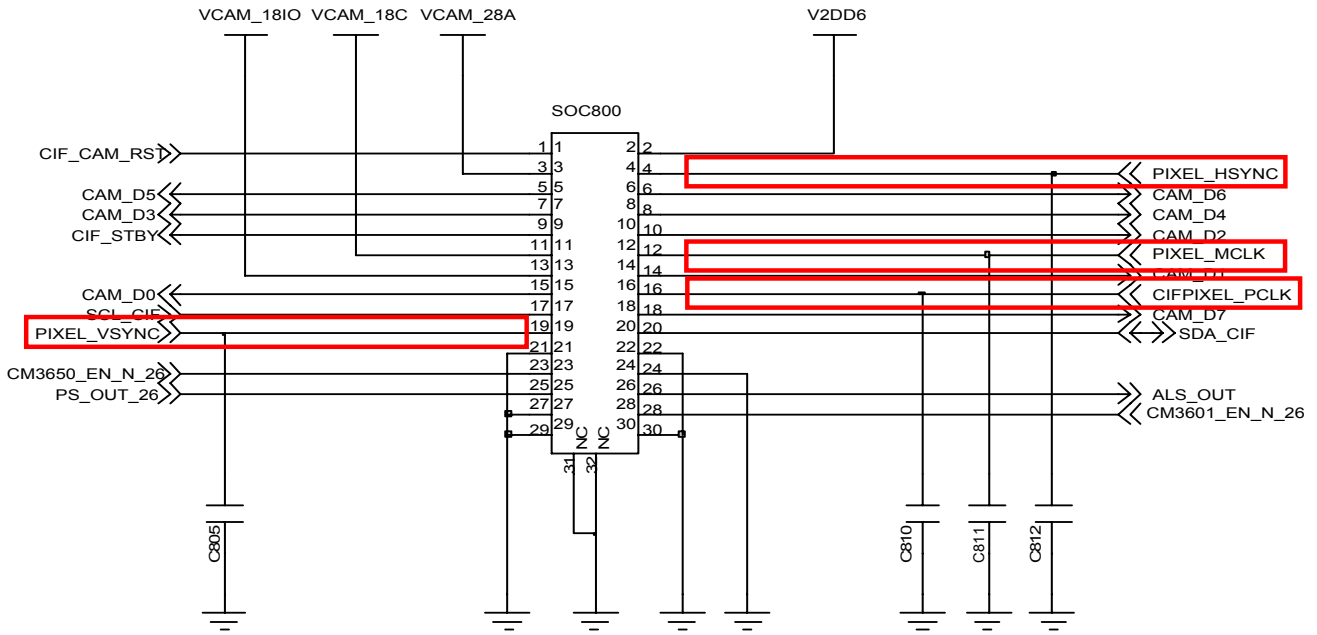 VCAM_18IO VCAM_18C VCAM_28A V2DD6
SOC800
CIF_CAM_RST 1 1 2 2
3 3 4 4 PIXEL_HSYNC
CAM_D5 5 5 6 6 CAM_D6
CAM_D3 7 7 8 8 CAM_D4
CIF_STBY 9 9 10 10 CAM_D2
11 11 12 12 PIXEL_MCLK
13 13 14 14 CAM_D1
CAM_D0 15 15 16 16 CIFPIXEL_PCLK
SCL_CIF 17 17 18 18 CAM_D7
PIXEL_VSYNC 19 19 20 20 SDA_CIF
21 21 22 22
CM3650_EN_N_26 23 23 24 24
PS_OUT_26 25 25 26 26 ALS_OUT
27 27 28 28 CM3601_EN_N_26
29 29 30 30
NC NC
31 32
C805 C810 C811 C812